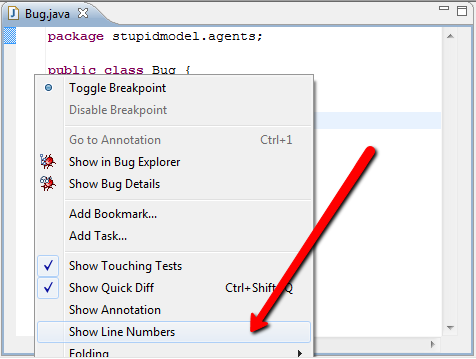 Bug.java
package stupidmodel.agents;
public class Bug {
Toggle Breakpoint
Disable Breakpoint
Go to Annotation Ctrl+1
Show in Bug Explorer
Show Bug Details
Add Bookmark...
Add Task...
Show Touching Tests
Show Quick Diff Ctrl+Shift Q
Show Annotation
Show Line Numbers
Folding